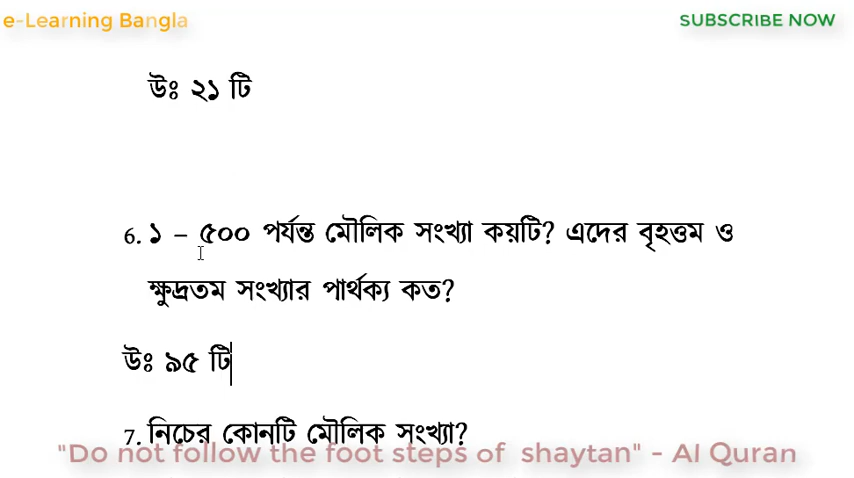 e-Learning Bangla
SUBSCRIBE NOW
উঃ ২১ টি
6. ১ – ৫০০ পর্যন্ত মৌলিক সংখ্যা কয়টি? এদের বৃহত্তম ও
ক্ষুদ্রতম সংখ্যার পার্থক্য কত?
উঃ ৯৫ টি
7. নিচের কোনটি মৌলিক সংখ্যা?
"Do not follow the foot steps of shaytan" - Al Quran